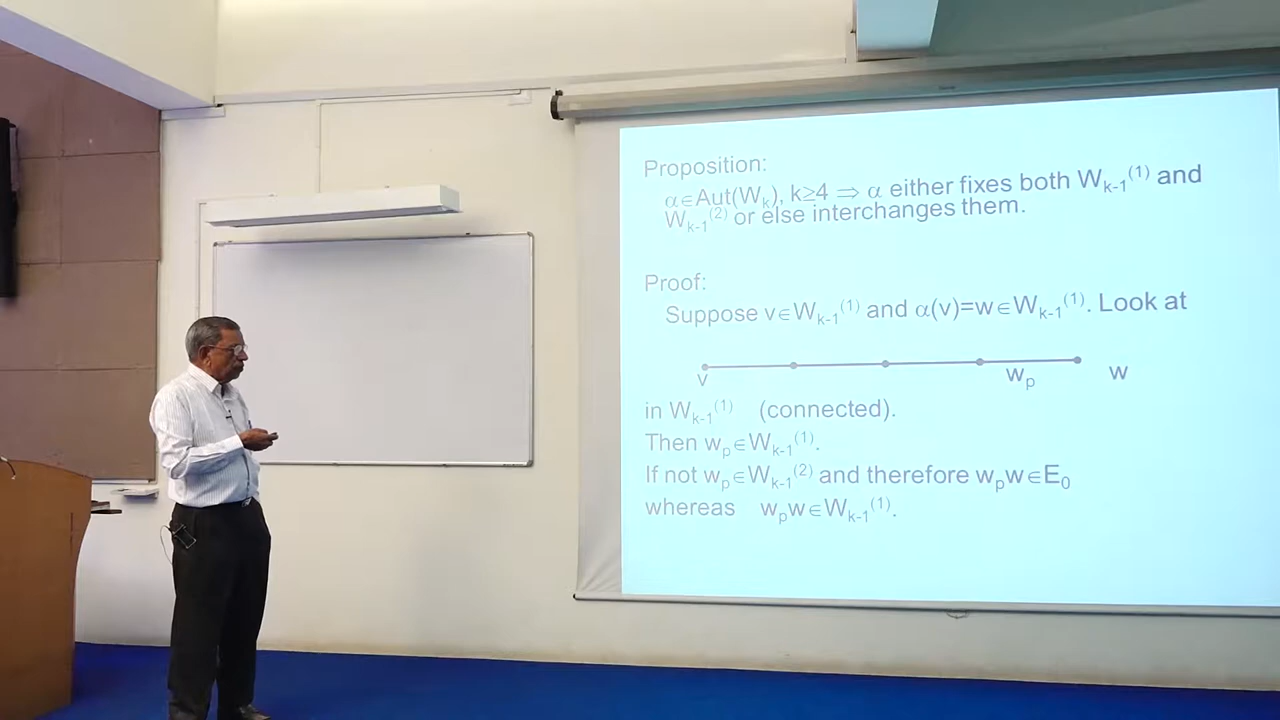 Proposition:
α∈Aut(Wₖ), k≥4 ⇒ α either fixes both Wₖ₋₁⁽¹⁾ and
Wₖ₋₁⁽²⁾ or else interchanges them.
Proof:
Suppose v∈Wₖ₋₁⁽¹⁾ and α(v)=w∈Wₖ₋₁⁽¹⁾. Look at
v wₚ w
in Wₖ₋₁⁽¹⁾ (connected).
Then wₚ∈Wₖ₋₁⁽¹⁾.
If not wₚ∈Wₖ₋₁⁽²⁾ and therefore wₚw∈E₀
whereas wₚw∈Wₖ₋₁⁽¹⁾.